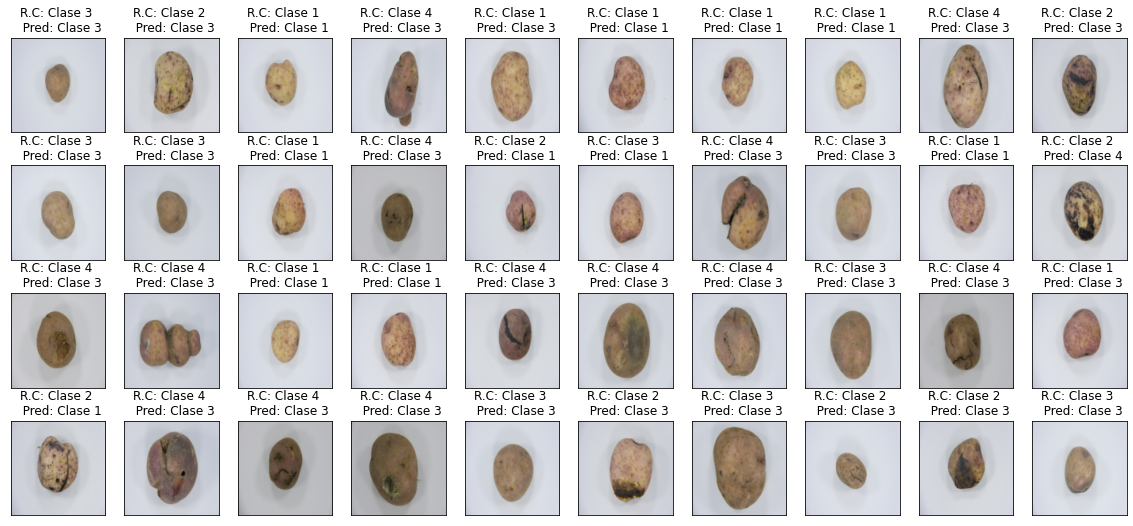 R.C: Clase 3
Pred: Clase 3
R.C: Clase 2
Pred: Clase 3
R.C: Clase 1
Pred: Clase 1
R.C: Clase 4
Pred: Clase 3
R.C: Clase 1
Pred: Clase 3
R.C: Clase 1
Pred: Clase 1
R.C: Clase 1
Pred: Clase 1
R.C: Clase 1
Pred: Clase 1
R.C: Clase 4
Pred: Clase 3
R.C: Clase 2
Pred: Clase 3
R.C: Clase 3
Pred: Clase 3
R.C: Clase 3
Pred: Clase 3
R.C: Clase 1
Pred: Clase 1
R.C: Clase 4
Pred: Clase 3
R.C: Clase 2
Pred: Clase 1
R.C: Clase 3
Pred: Clase 1
R.C: Clase 4
Pred: Clase 3
R.C: Clase 3
Pred: Clase 3
R.C: Clase 1
Pred: Clase 1
R.C: Clase 2
Pred: Clase 4
R.C: Clase 4
Pred: Clase 3
R.C: Clase 4
Pred: Clase 3
R.C: Clase 1
Pred: Clase 1
R.C: Clase 1
Pred: Clase 1
R.C: Clase 4
Pred: Clase 3
R.C: Clase 4
Pred: Clase 3
R.C: Clase 4
Pred: Clase 3
R.C: Clase 3
Pred: Clase 3
R.C: Clase 4
Pred: Clase 3
R.C: Clase 1
Pred: Clase 3
R.C: Clase 2
Pred: Clase 1
R.C: Clase 4
Pred: Clase 3
R.C: Clase 4
Pred: Clase 3
R.C: Clase 4
Pred: Clase 3
R.C: Clase 3
Pred: Clase 3
R.C: Clase 2
Pred: Clase 3
R.C: Clase 3
Pred: Clase 3
R.C: Clase 2
Pred: Clase 3
R.C: Clase 2
Pred: Clase 3
R.C: Clase 3
Pred: Clase 3